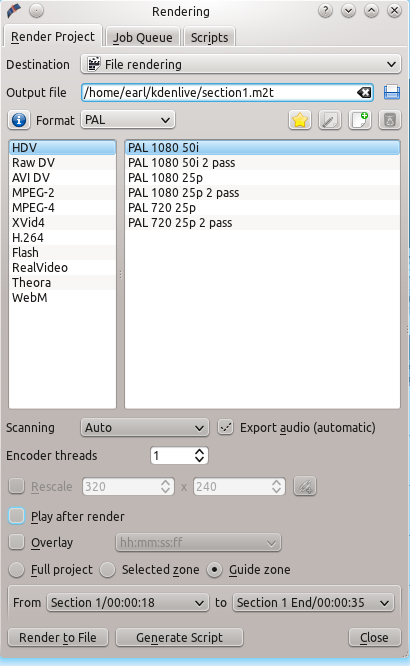 Rendering
Render Project Job Queue Scripts
Destination File rendering
Output file /home/earl/kdenlive/section1.m2t
Format PAL
HDV
Raw DV
AVI DV
MPEG-2
MPEG-4
XVid4
H.264
Flash
RealVideo
Theora
WebM
PAL 1080 50i
PAL 1080 50i 2 pass
PAL 1080 25p
PAL 1080 25p 2 pass
PAL 720 25p
PAL 720 25p 2 pass
Scanning Auto Export audio (automatic)
Encoder threads 1
Rescale 320 x 240
Play after render
Overlay hh:mm:ss:ff
Full project Selected zone Guide zone
From Section 1/00:00:18 to Section 1 End/00:00:35
Render to File Generate Script Close